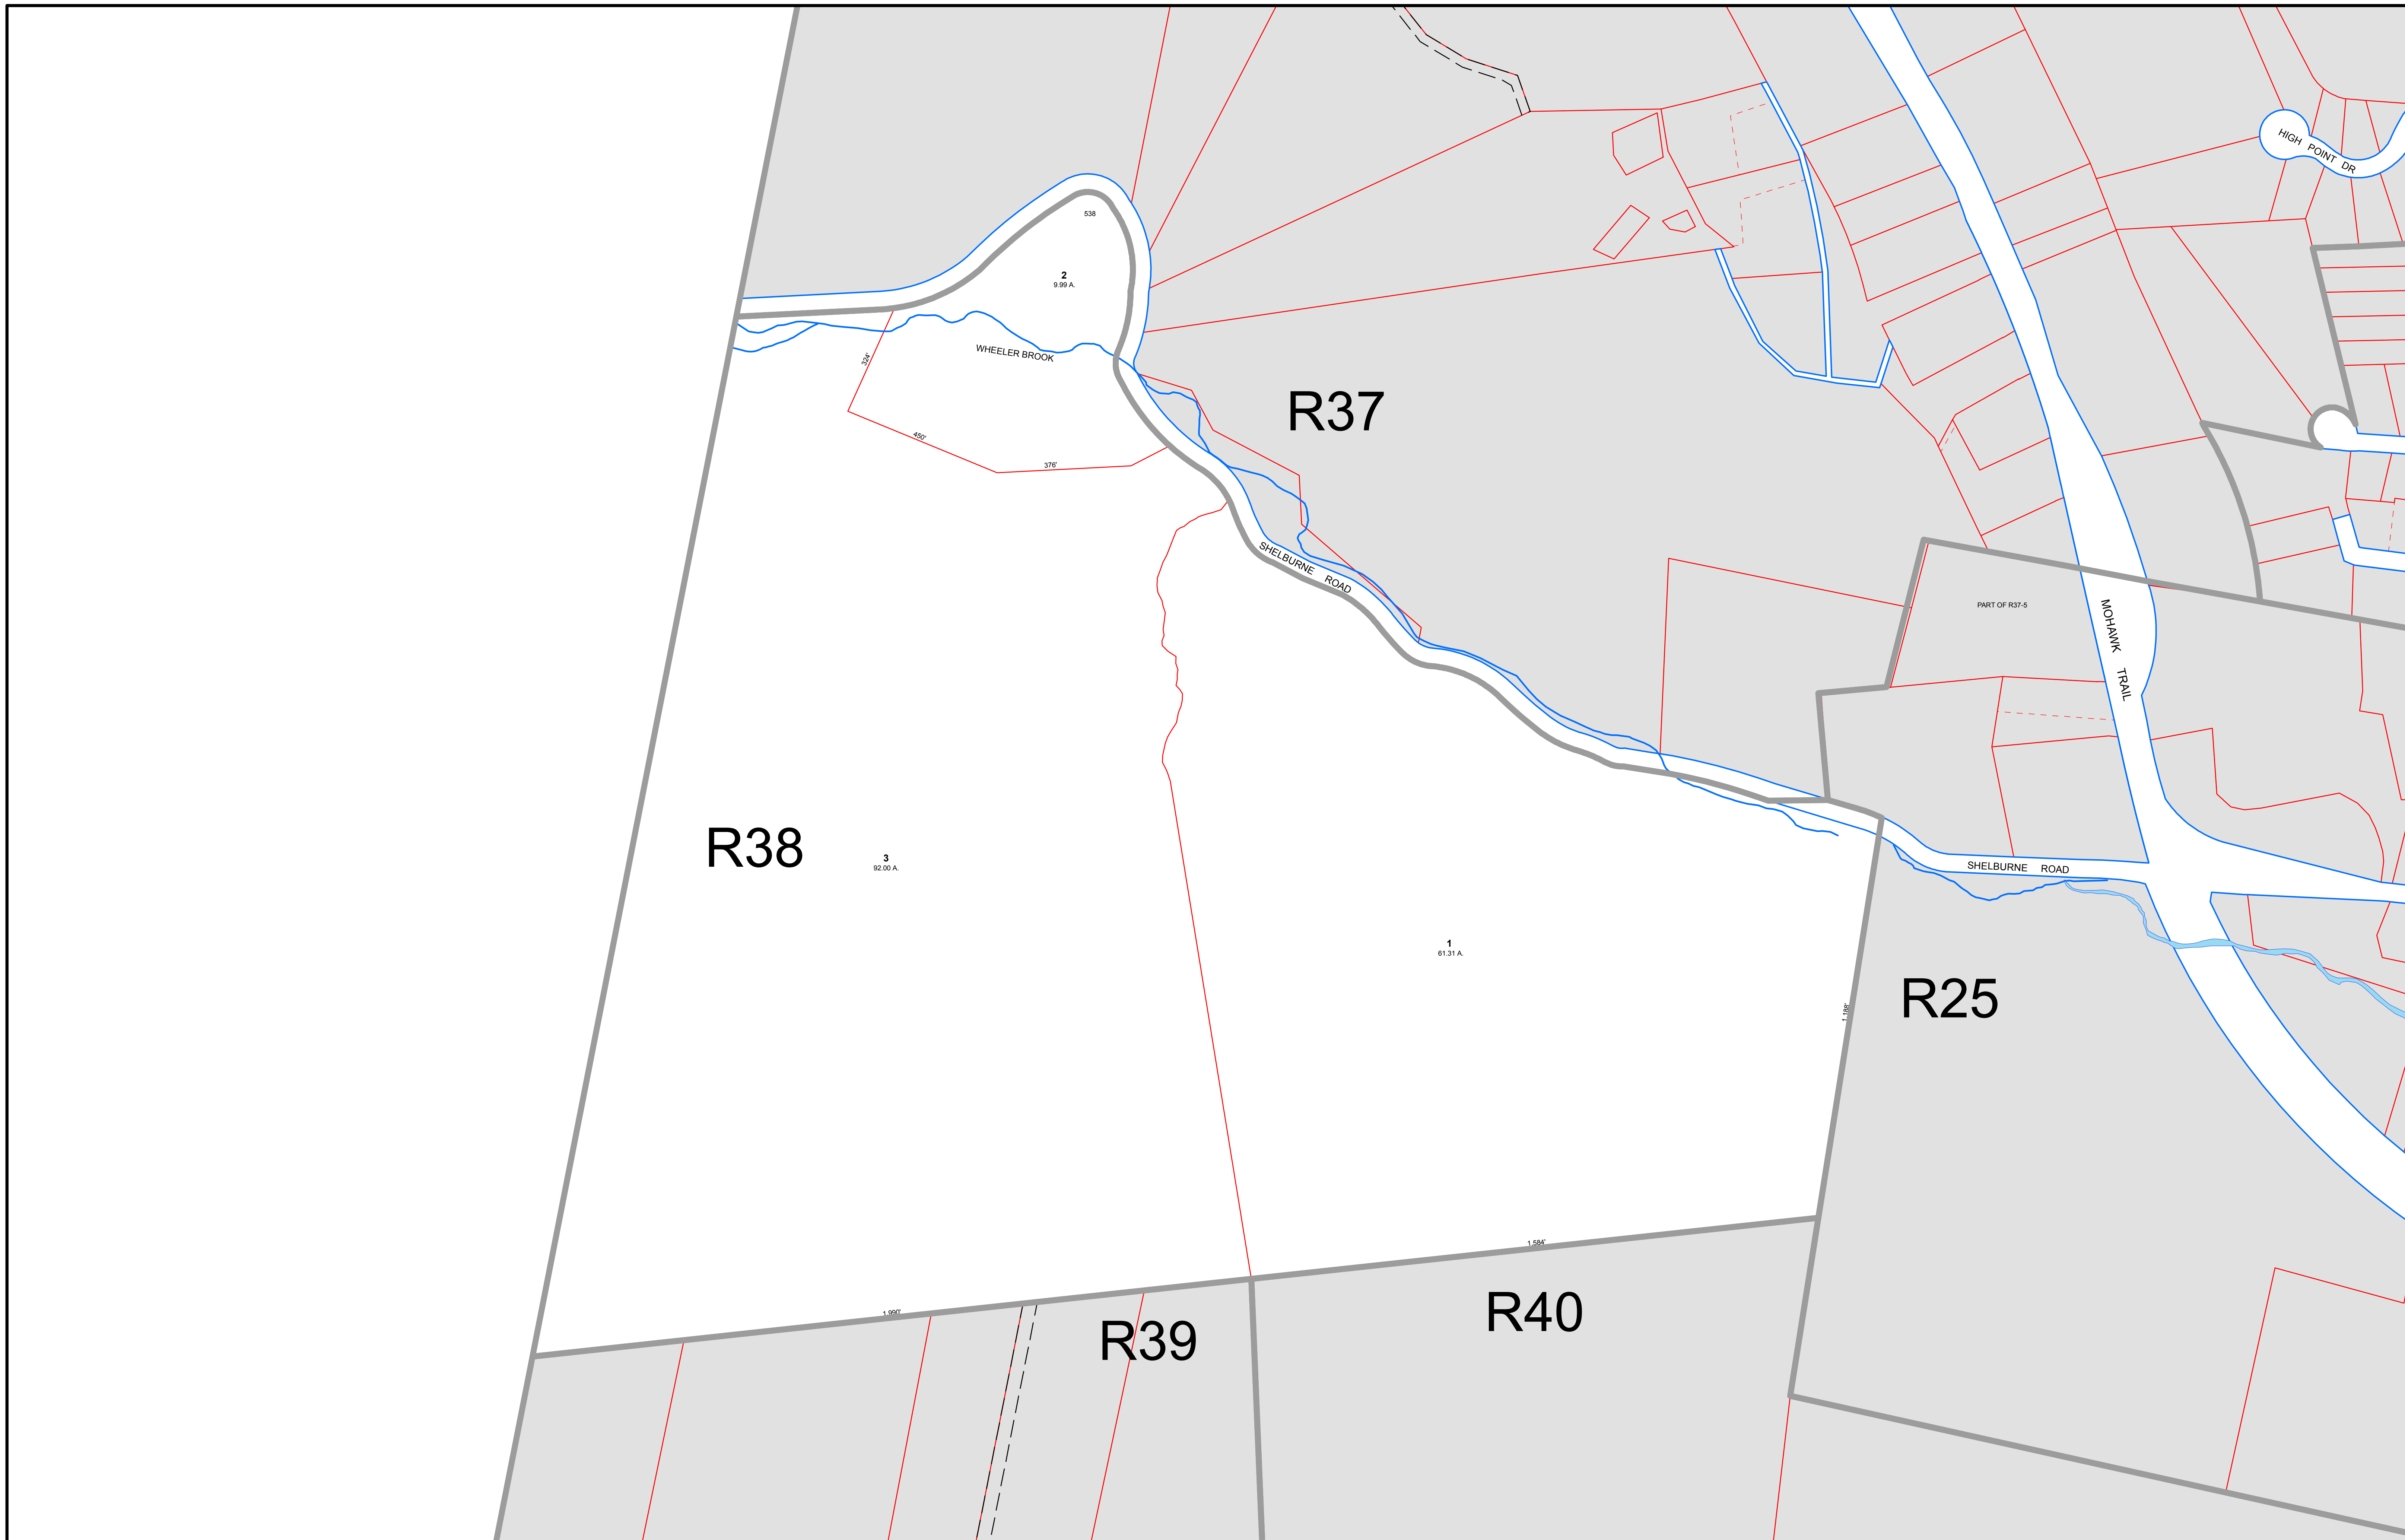 HIGH POINT DR
538
2
9.99 A.
WHEELER BROOK
324'
450'
376'
R37
SHELBURNE ROAD
PART OF R37-5
MOHAWK TRAIL
R38
3
92.00 A.
SHELBURNE ROAD
1
61.31 A.
R25
1,188'
1,584'
1,990'
R39
R40